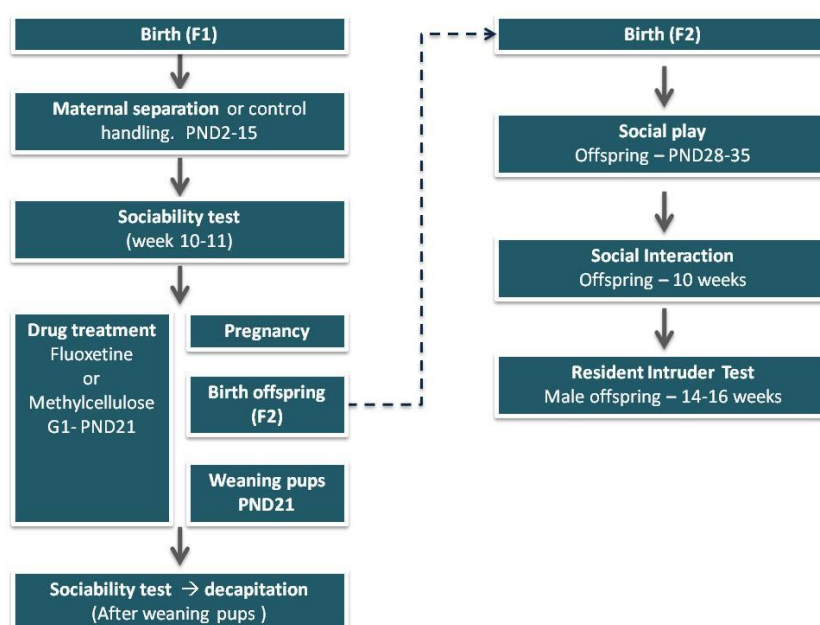 Birth (F1)
Maternal separation or control
handling. PND2-15
Sociability test
(week 10-11)
Drug treatment
Fluoxetine
or
Methylcellulose
G1- PND21
Pregnancy
Birth offspring
(F2)
Weaning pups
PND21
Sociability test → decapitation
(After weaning pups )
Birth (F2)
Social play
Offspring – PND28-35
Social Interaction
Offspring – 10 weeks
Resident Intruder Test
Male offspring – 14-16 weeks